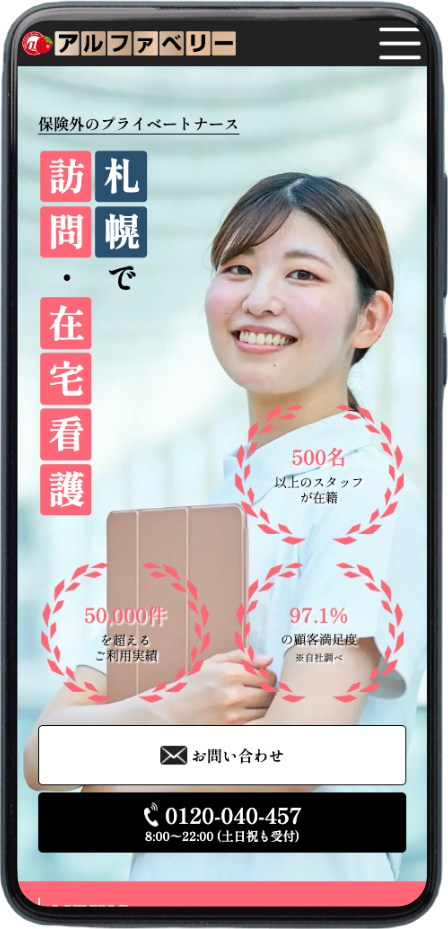 アルファベリー
保険外のプライベートナース
札幌で
訪問・在宅看護
500名
以上のスタッフ
が在籍
50,000件
を超える
ご利用実績
97.1%
の顧客満足度
※自社調べ
お問い合わせ
0120-040-457
8:00〜22:00 (土日祝も受付)